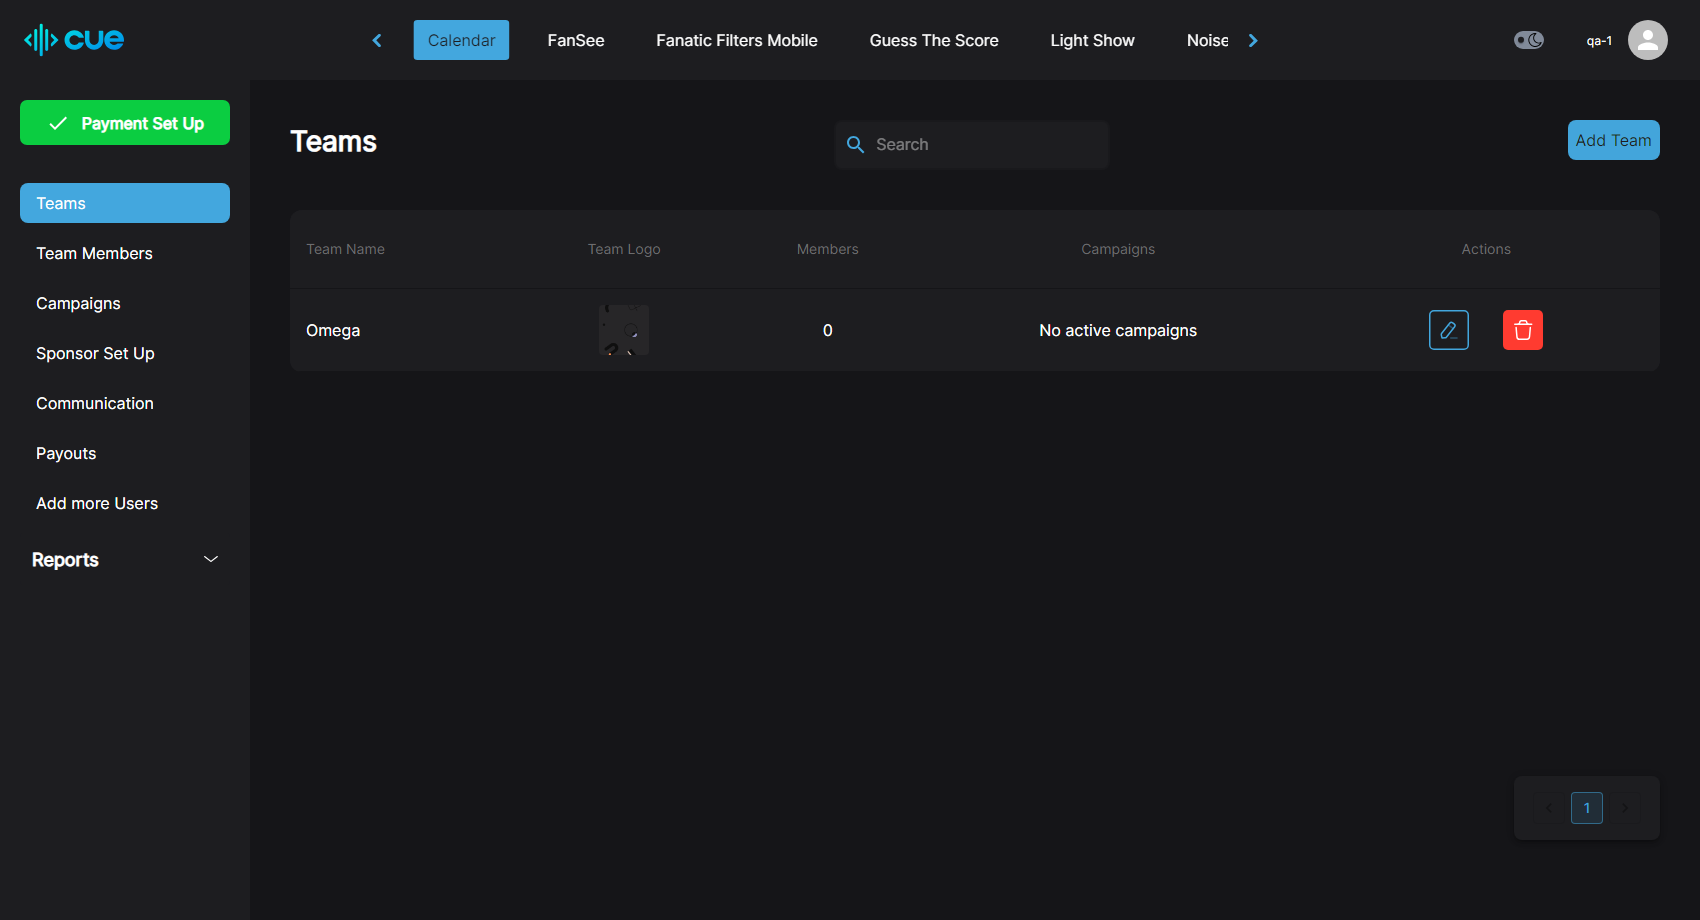 cue
Calendar
FanSee
Fanatic Filters Mobile
Guess The Score
Light Show
Noise
qa-1
Payment Set Up
Teams
Team Members
Campaigns
Sponsor Set Up
Communication
Payouts
Add more Users
Reports
Teams
Search
Add Team
Team Name
Team Logo
Members
Campaigns
Actions
Omega
0
No active campaigns
1